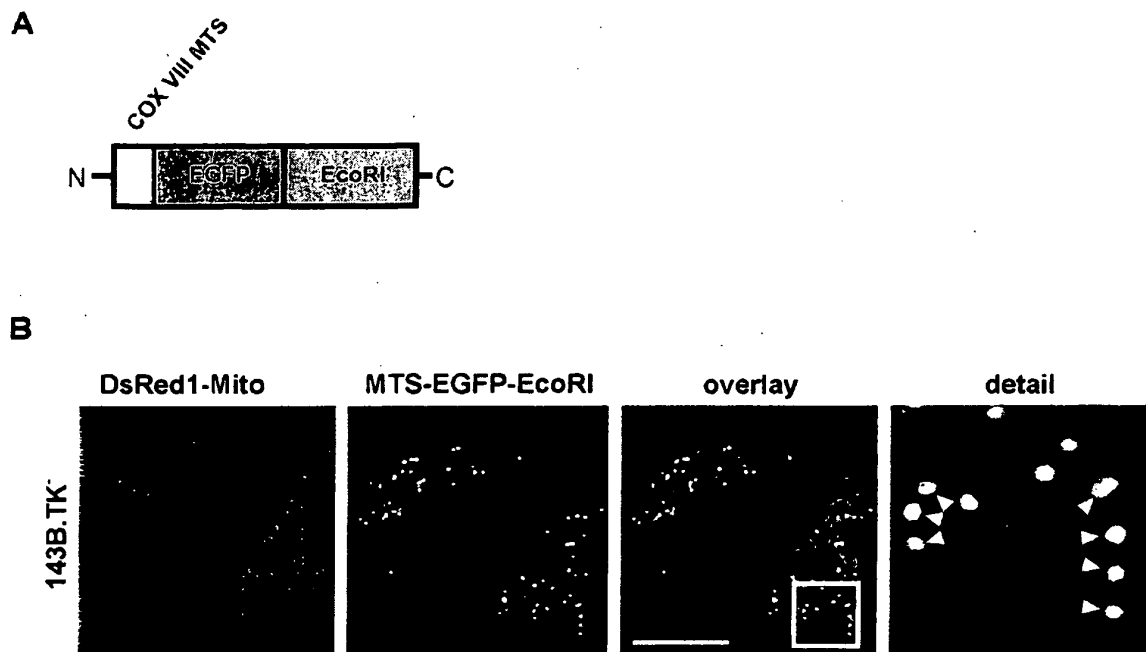 A
COX VIII MTS
N
EGFP
EcoRI
C
B
DsRed1-Mito
MTS-EGFP-EcoRI
overlay
detail
143B.TK-